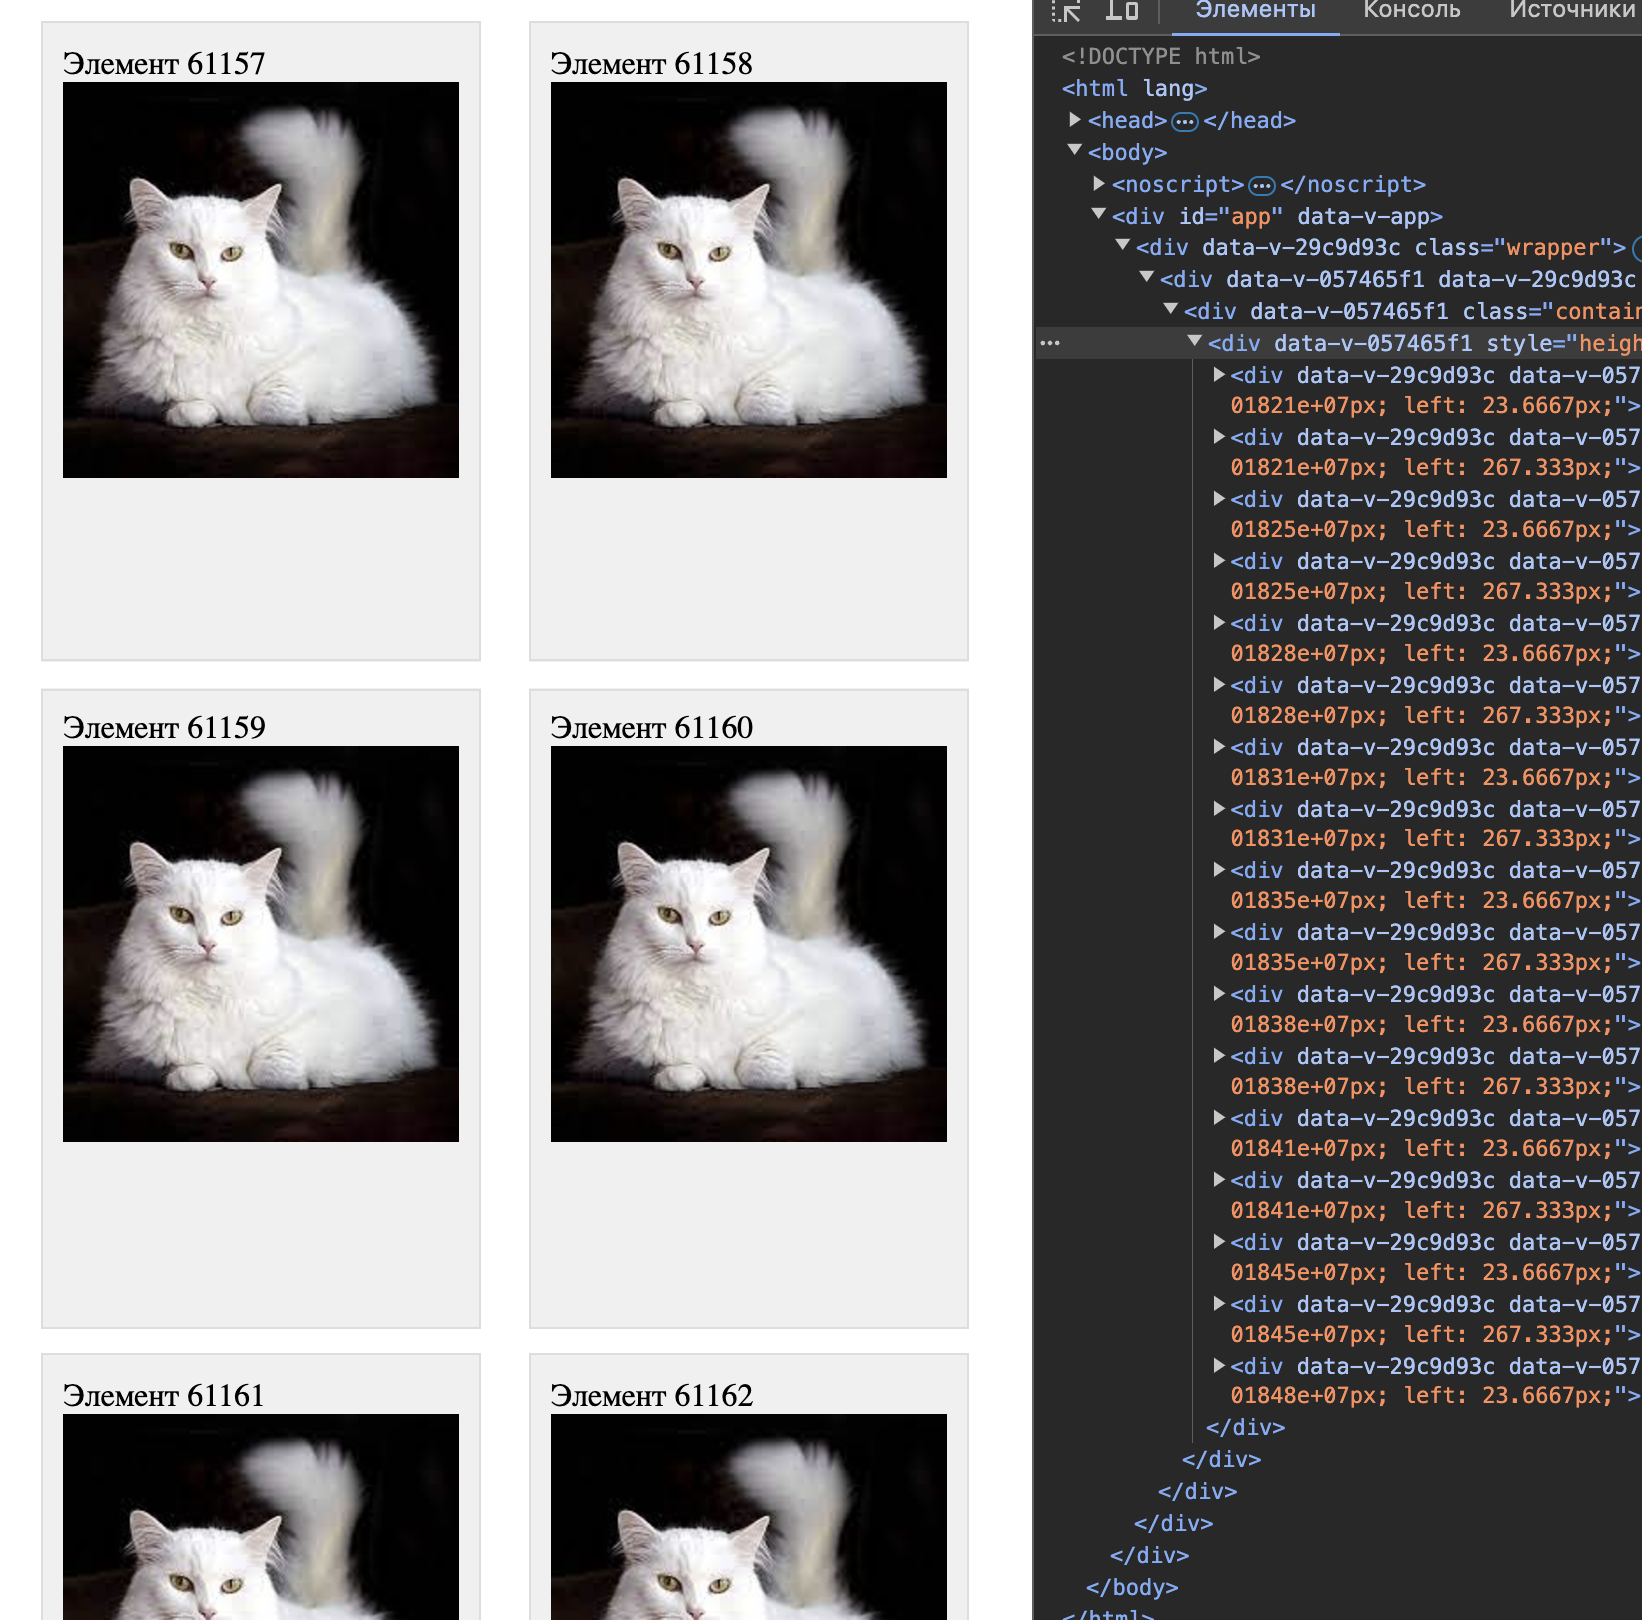 Элемент 61157
Элемент 61158
Элемент 61159
Элемент 61160
Элемент 61161
Элемент 61162
Элементы Консоль Источники
<!DOCTYPE html>
<html lang>
<head>…</head>
<body>
<noscript>…</noscript>
<div id="app" data-v-app>
<div data-v-29c9d93c class="wrapper">
<div data-v-057465f1 data-v-29c9d93c
<div data-v-057465f1 class="contain
<div data-v-057465f1 style="heigh
<div data-v-29c9d93c data-v-057
01821e+07px; left: 23.6667px;">
<div data-v-29c9d93c data-v-057
01821e+07px; left: 267.333px;">
<div data-v-29c9d93c data-v-057
01825e+07px; left: 23.6667px;">
<div data-v-29c9d93c data-v-057
01825e+07px; left: 267.333px;">
<div data-v-29c9d93c data-v-057
01828e+07px; left: 23.6667px;">
<div data-v-29c9d93c data-v-057
01828e+07px; left: 267.333px;">
<div data-v-29c9d93c data-v-057
01831e+07px; left: 23.6667px;">
<div data-v-29c9d93c data-v-057
01831e+07px; left: 267.333px;">
<div data-v-29c9d93c data-v-057
01835e+07px; left: 23.6667px;">
<div data-v-29c9d93c data-v-057
01835e+07px; left: 267.333px;">
<div data-v-29c9d93c data-v-057
01838e+07px; left: 23.6667px;">
<div data-v-29c9d93c data-v-057
01838e+07px; left: 267.333px;">
<div data-v-29c9d93c data-v-057
01841e+07px; left: 23.6667px;">
<div data-v-29c9d93c data-v-057
01841e+07px; left: 267.333px;">
<div data-v-29c9d93c data-v-057
01845e+07px; left: 23.6667px;">
<div data-v-29c9d93c data-v-057
01845e+07px; left: 267.333px;">
<div data-v-29c9d93c data-v-057
01848e+07px; left: 23.6667px;">
</div>
</div>
</div>
</div>
</div>
</body>
</html>